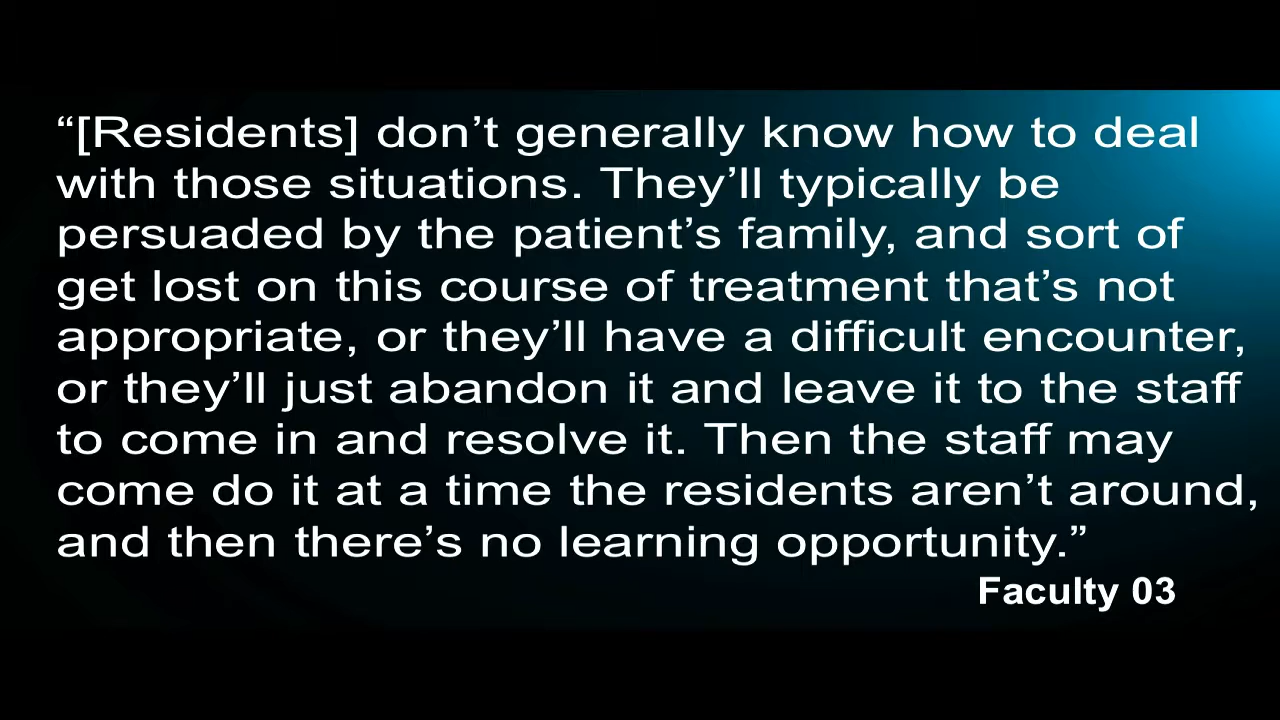 “[Residents] don’t generally know how to deal
with those situations. They’ll typically be
persuaded by the patient’s family, and sort of
get lost on this course of treatment that’s not
appropriate, or they’ll have a difficult encounter,
or they’ll just abandon it and leave it to the staff
to come in and resolve it. Then the staff may
come do it at a time the residents aren’t around,
and then there’s no learning opportunity.”
Faculty 03